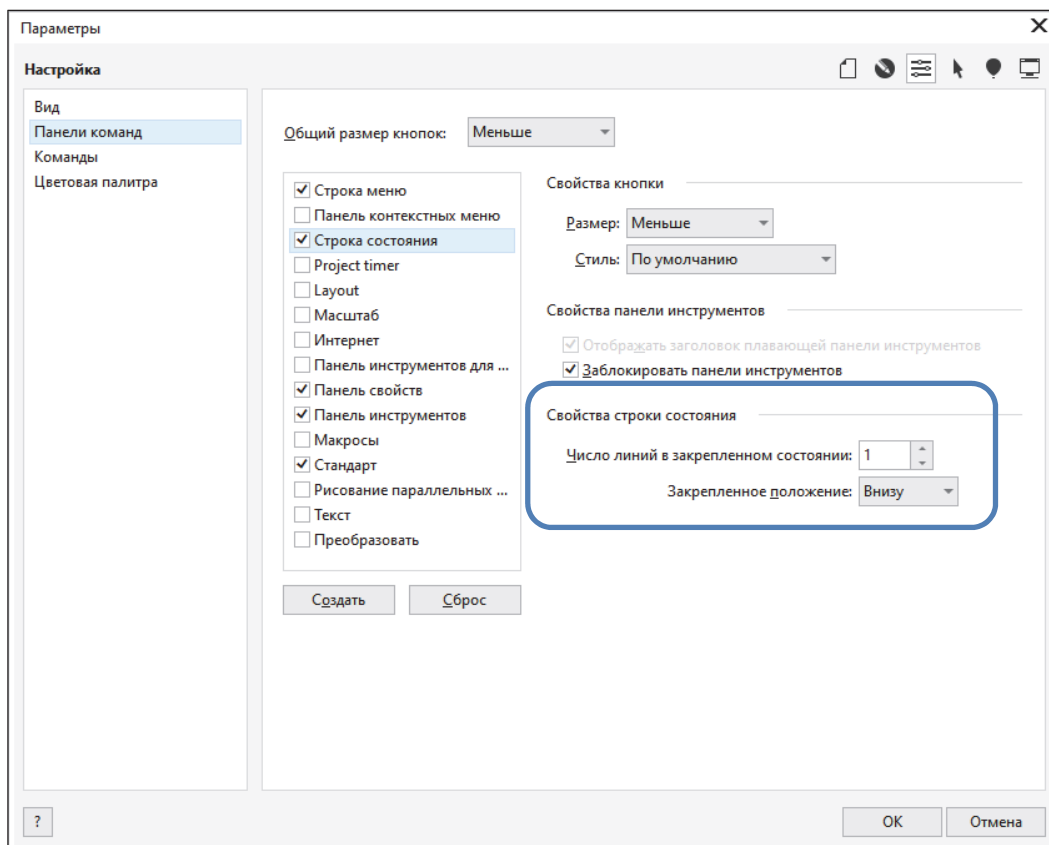 Параметры
Настройка
Вид
Панели команд
Команды
Цветовая палитра
Общий размер кнопок: Меньше
Строка меню
Панель контекстных меню
Строка состояния
Project timer
Layout
Масштаб
Интернет
Панель инструментов для ...
Панель свойств
Панель инструментов
Макросы
Стандарт
Рисование параллельных ...
Текст
Преобразовать
Создать
Сброс
Свойства кнопки
Размер: Меньше
Стиль: По умолчанию
Свойства панели инструментов
Отображать заголовок плавающей панели инструментов
Заблокировать панели инструментов
Свойства строки состояния
Число линий в закрепленном состоянии: 1
Закрепленное положение: Внизу
?
OK
Отмена